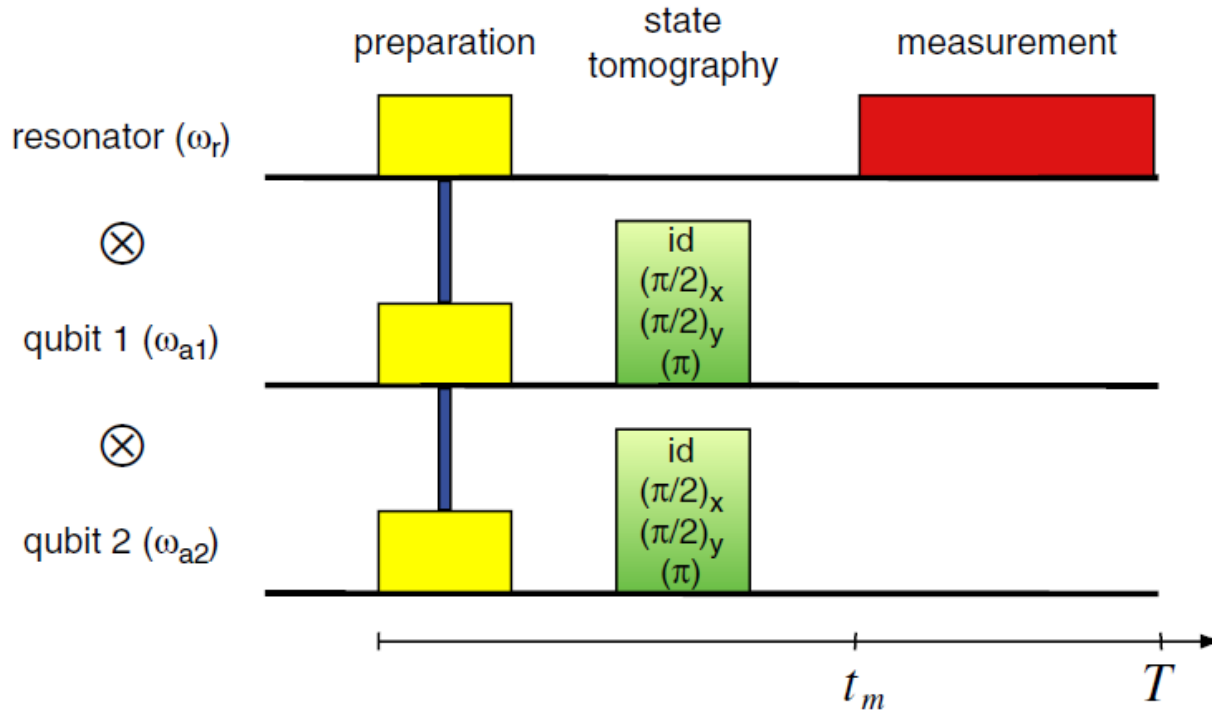 preparation
state
tomography
measurement
resonator (ωr)
⊗
id
(π/2)x
(π/2)y
(π)
qubit 1 (ωa1)
⊗
id
(π/2)x
(π/2)y
(π)
qubit 2 (ωa2)
tm
T